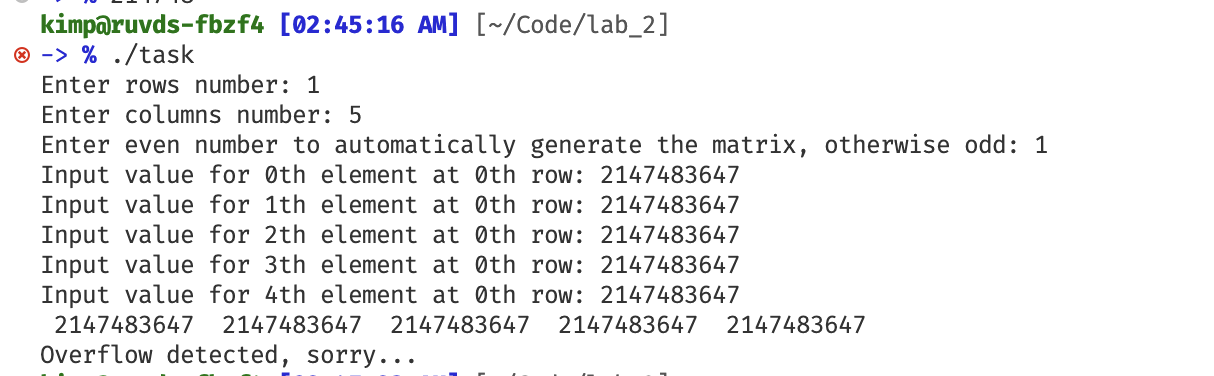 kimp@ruvds-fbzf4 [02:45:16 AM] [~/Code/lab_2]
-> % ./task
Enter rows number: 1
Enter columns number: 5
Enter even number to automatically generate the matrix, otherwise odd: 1
Input value for 0th element at 0th row: 2147483647
Input value for 1th element at 0th row: 2147483647
Input value for 2th element at 0th row: 2147483647
Input value for 3th element at 0th row: 2147483647
Input value for 4th element at 0th row: 2147483647
2147483647 2147483647 2147483647 2147483647 2147483647
Overflow detected, sorry...